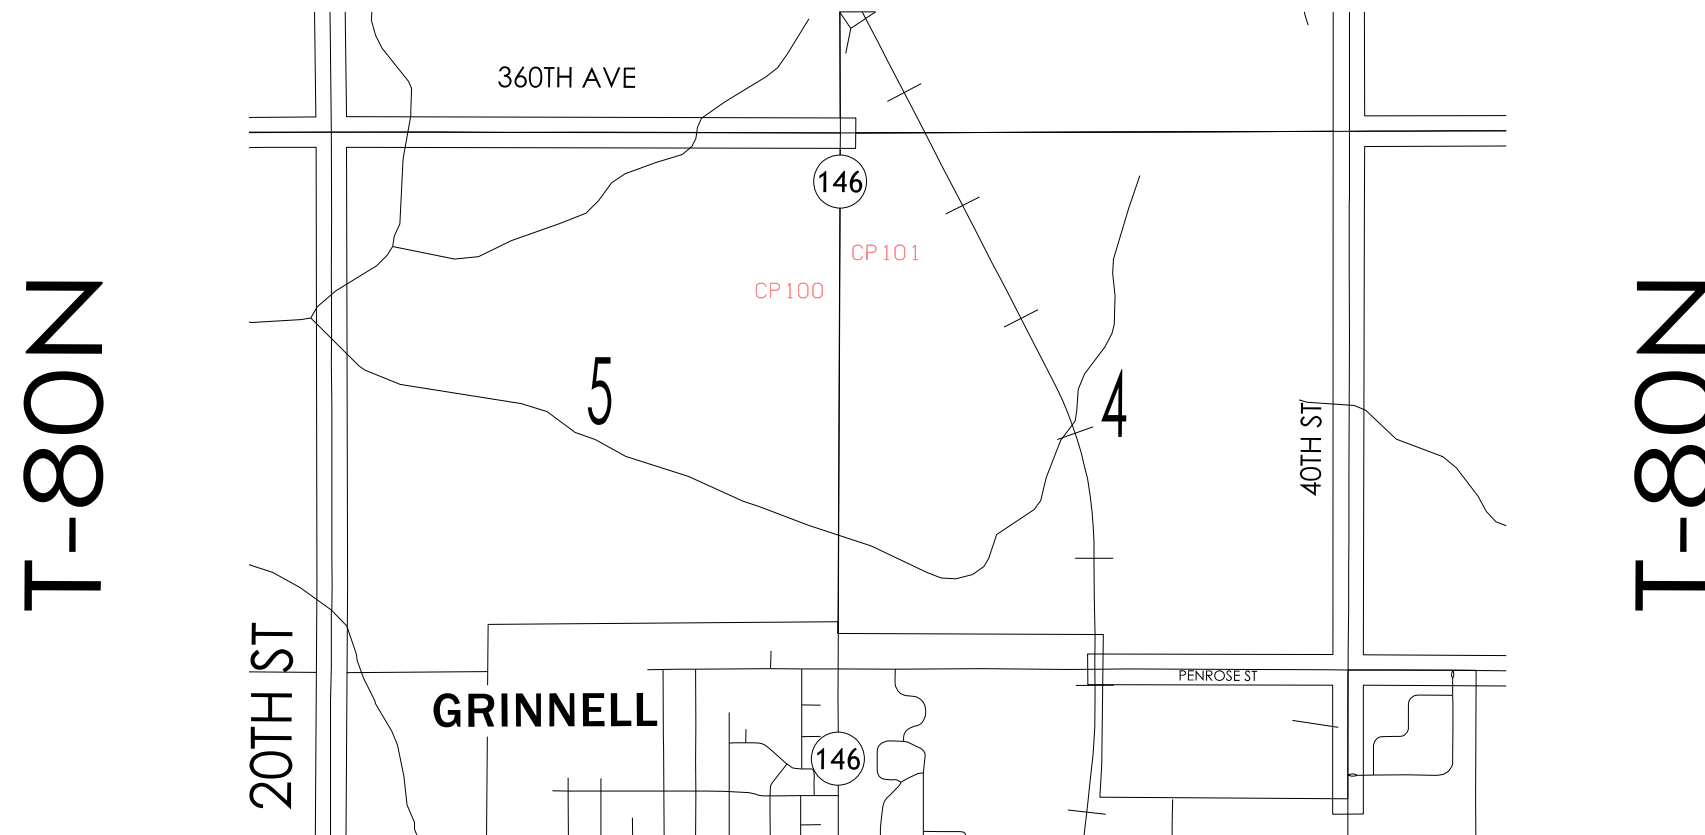 360TH AVE
146
CP101
CP100
T-80N
T-80N
5
4
40TH ST
20TH ST
PENROSE ST
GRINNELL
146